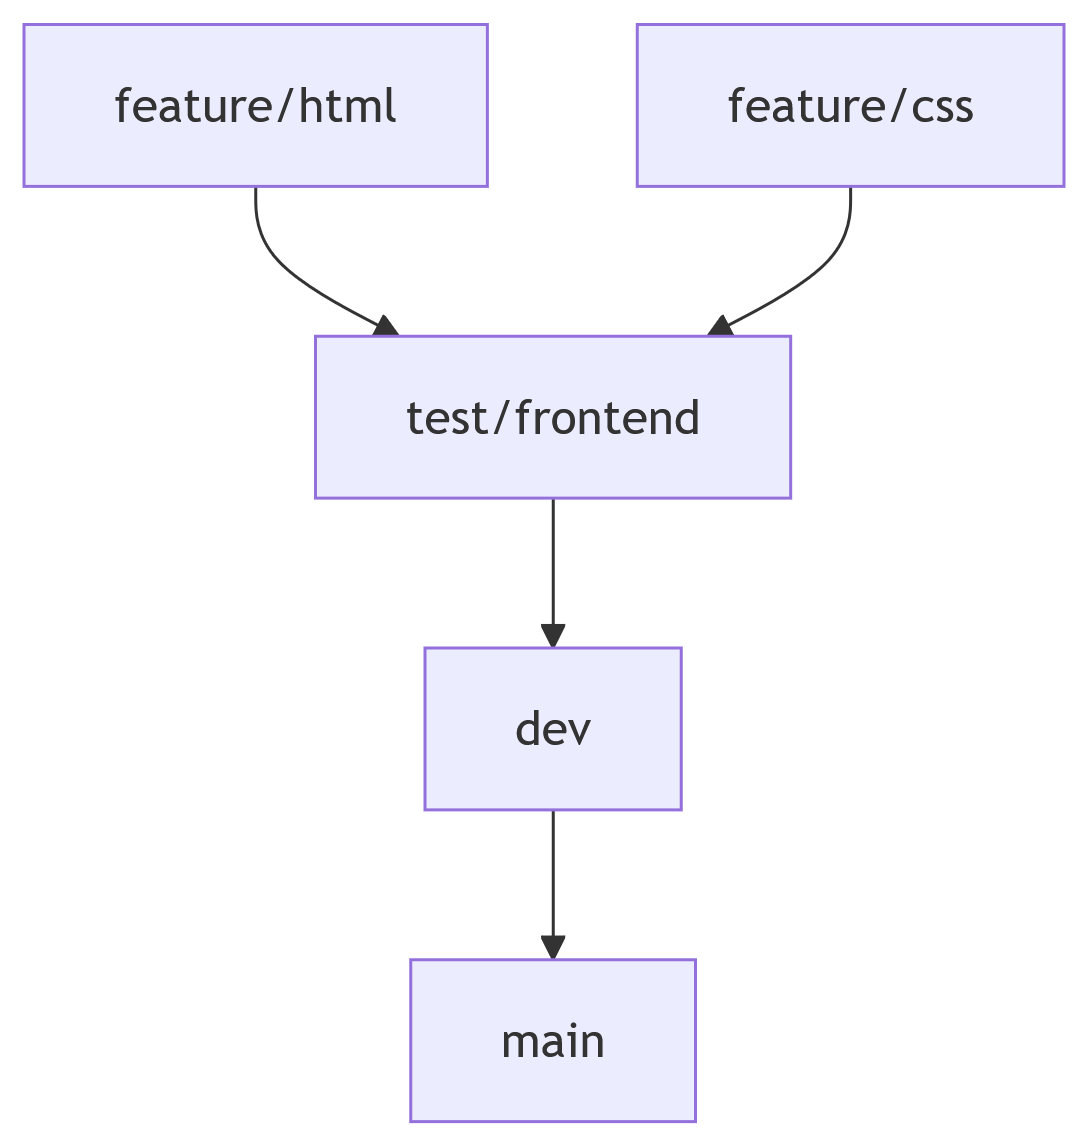 feature/html
feature/css
test/frontend
dev
main